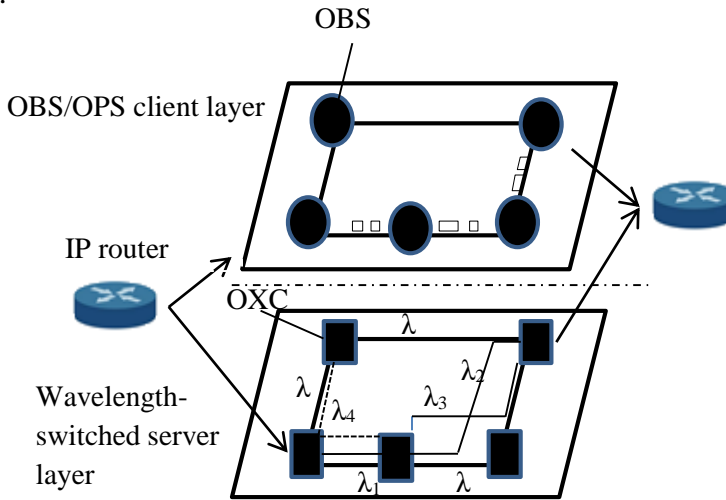 OBS
OBS/OPS client layer
IP router
OXC
λ
λ
λ₂
λ₃
λ₄
Wavelength-
switched server
layer
λ₁
λ